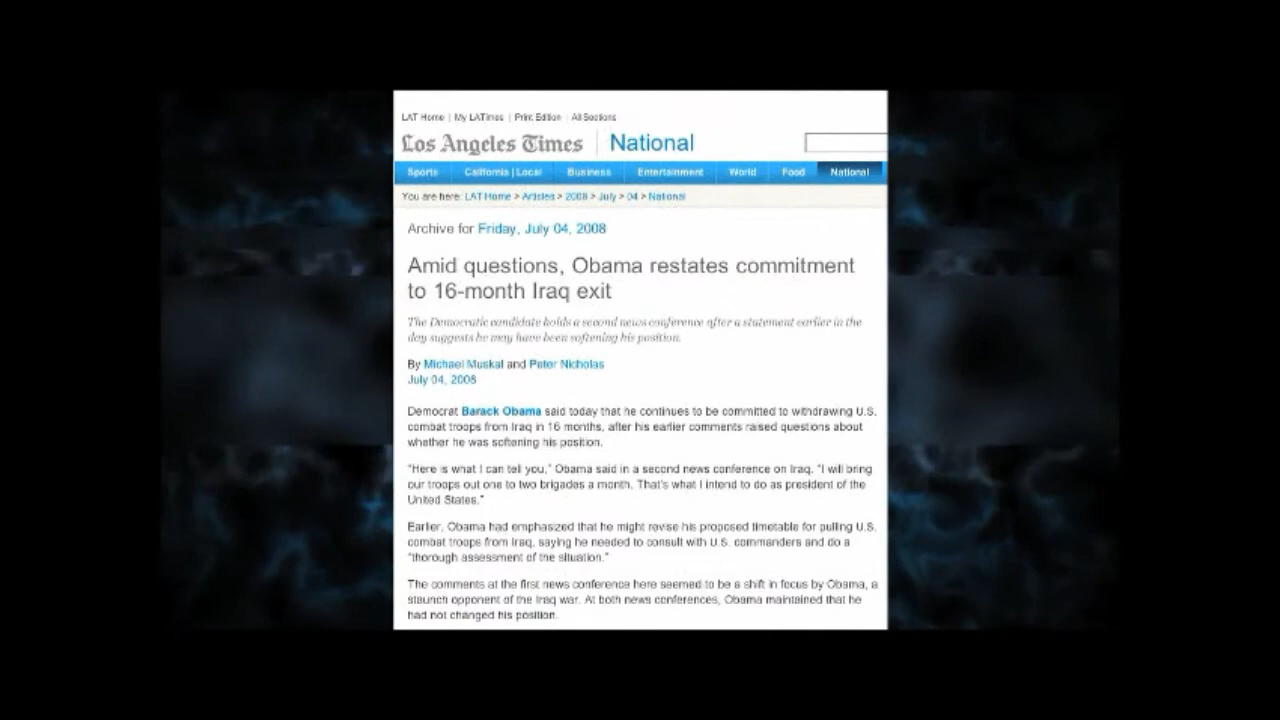 LAT Home | My LATimes | Print Edition | All Sections
Los Angeles Times | National
Sports California | Local Business Entertainment World Food National
You are here: LAT Home > Articles > 2008 > July > 04 > National
Archive for Friday, July 04, 2008
Amid questions, Obama restates commitment
to 16-month Iraq exit
The Democratic candidate holds a second news conference after a statement earlier in the
day suggests he may have been softening his position.
By Michael Muskal and Peter Nicholas
July 04, 2008
Democrat Barack Obama said today that he continues to be committed to withdrawing U.S.
combat troops from Iraq in 16 months, after his earlier comments raised questions about
whether he was softening his position.
"Here is what I can tell you," Obama said in a second news conference on Iraq. "I will bring
our troops out one to two brigades a month. That's what I intend to do as president of the
United States."
Earlier, Obama had emphasized that he might revise his proposed timetable for pulling U.S.
combat troops from Iraq, saying he needed to consult with U.S. commanders and do a
"thorough assessment of the situation."
The comments at the first news conference here seemed to be a shift in focus by Obama, a
staunch opponent of the Iraq war. At both news conferences, Obama maintained that he
had not changed his position.